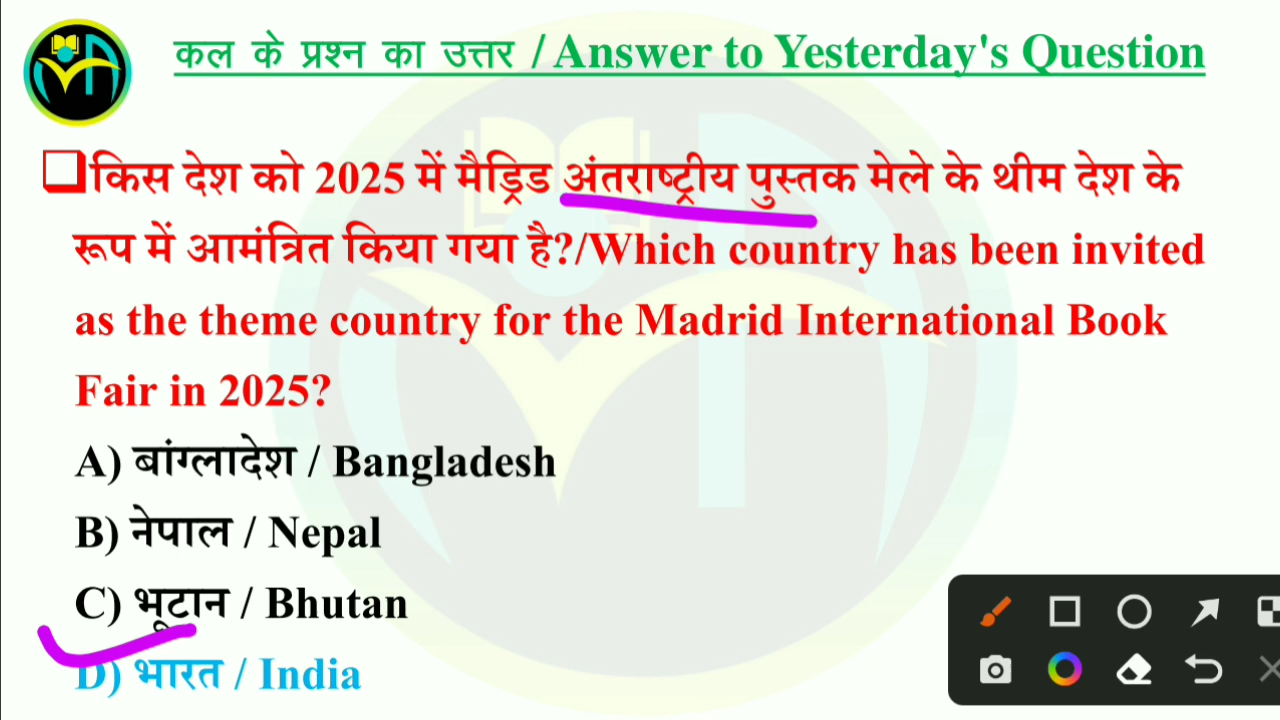 कल के प्रश्न का उत्तर / Answer to Yesterday's Question
किस देश को 2025 में मैड्रिड अंतराष्ट्रीय पुस्तक मेले के थीम देश के
रूप में आमंत्रित किया गया है?/Which country has been invited
as the theme country for the Madrid International Book
Fair in 2025?
A) बांग्लादेश / Bangladesh
B) नेपाल / Nepal
C) भूटान / Bhutan
D) भारत / India